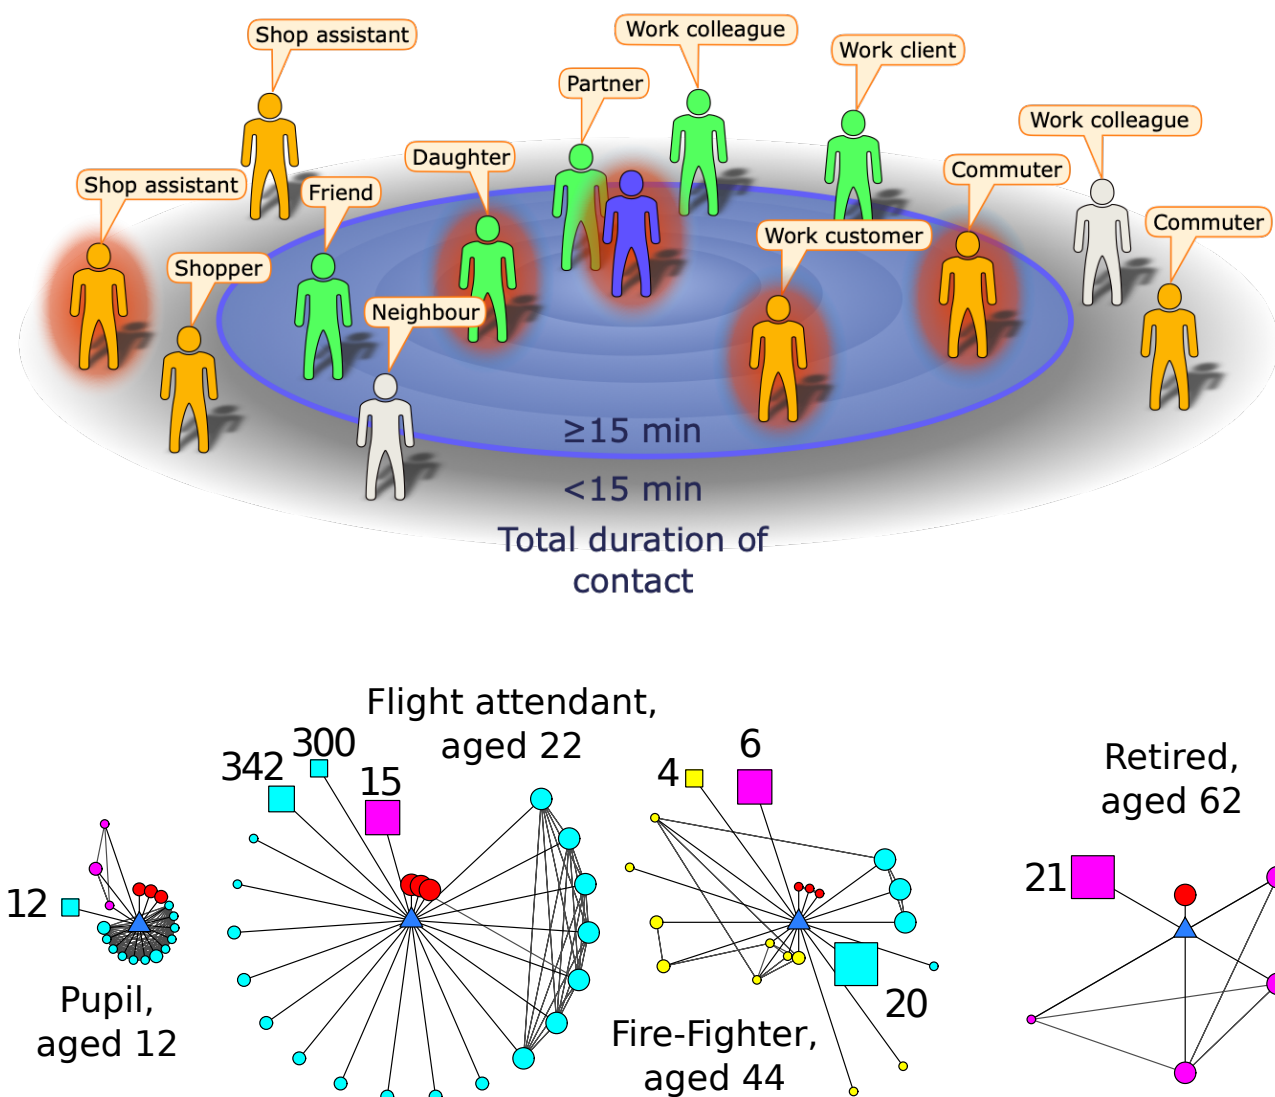 Shop assistant
Work colleague
Work client
Partner
Work colleague
Daughter
Commuter
Shop assistant
Friend
Commuter
Work customer
Shopper
Neighbour
≥15 min
<15 min
Total duration of
contact
Flight attendant,
aged 22
300
342
15
6
4
Retired,
aged 62
21
12
20
Pupil,
aged 12
Fire-Fighter,
aged 44